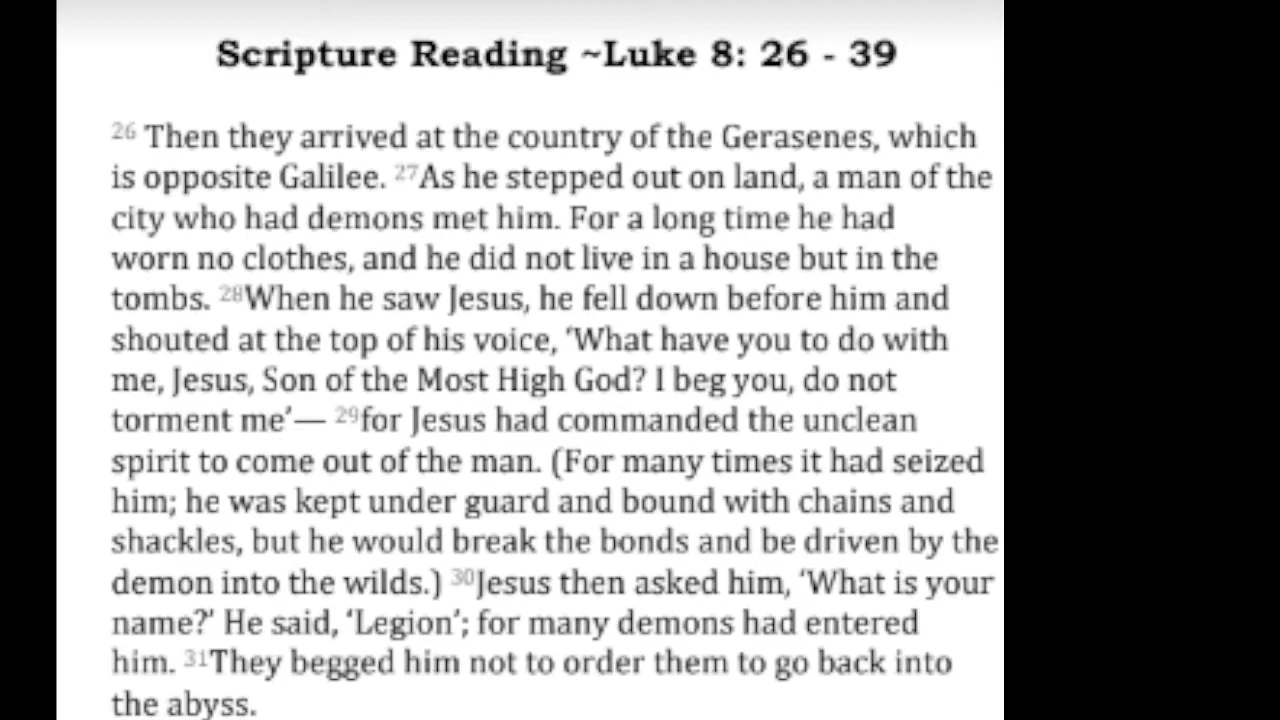 Scripture Reading ~Luke 8: 26 - 39
26 Then they arrived at the country of the Gerasenes, which
is opposite Galilee. 27As he stepped out on land, a man of the
city who had demons met him. For a long time he had
worn no clothes, and he did not live in a house but in the
tombs. 28When he saw Jesus, he fell down before him and
shouted at the top of his voice, ‘What have you to do with
me, Jesus, Son of the Most High God? I beg you, do not
torment me’— 29for Jesus had commanded the unclean
spirit to come out of the man. (For many times it had seized
him; he was kept under guard and bound with chains and
shackles, but he would break the bonds and be driven by the
demon into the wilds.) 30Jesus then asked him, ‘What is your
name?’ He said, ‘Legion’; for many demons had entered
him. 31They begged him not to order them to go back into
the abyss.